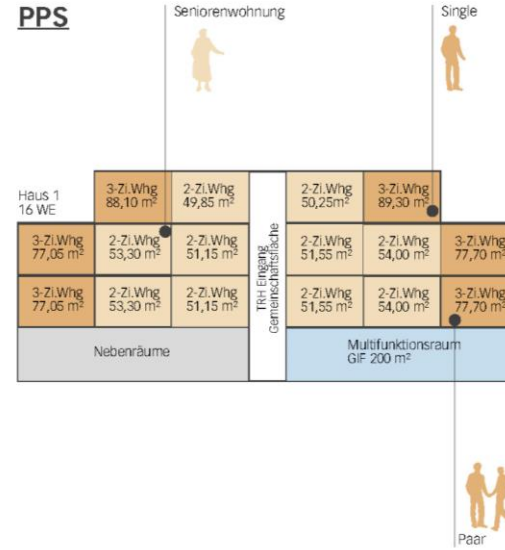 PPS
Seniorenwohnung
Single
Haus 1
16 WE
3-Zi.Whg
88,10 m²
2-Zi.Whg
49,85 m²
2-Zi.Whg
50,25m²
3-Zi.Whg
89,30 m²
3-Zi.Whg
77,05 m²
2-Zi.Whg
53,30 m²
2-Zi.Whg
51,15 m²
2-Zi.Whg
51,55 m²
2-Zi.Whg
54,00 m²
3-Zi.Whg
77,70 m²
3-Zi.Whg
77,05 m²
2-Zi.Whg
53,30 m²
2-Zi.Whg
51,15 m²
2-Zi.Whg
51,55 m²
2-Zi.Whg
54,00 m²
3-Zi.Whg
77,70 m²
TRH Eingang
Gemeinschaftsfläche
Nebenräume
Multifunktionsraum
GIF 200 m²
Paar